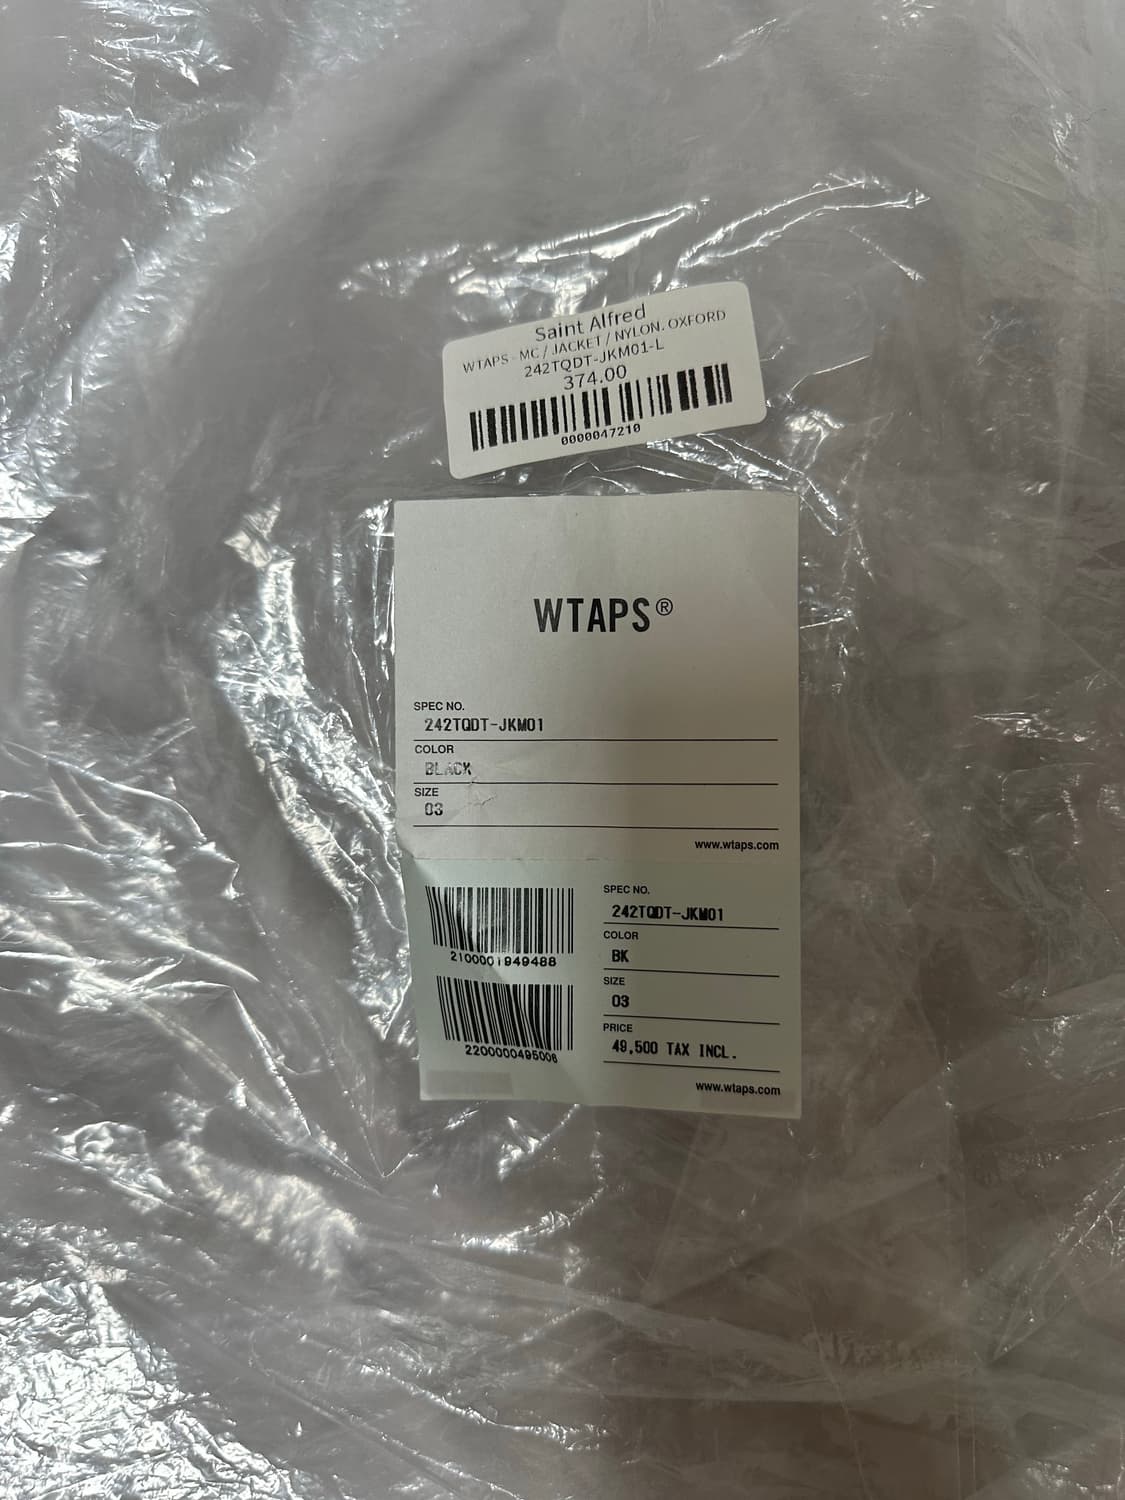 Saint Alfred
WTAPS - MC / JACKET / NYLON. OXFORD
242TQDT-JKM01-L
374.00
0000047210
WTAPS®
SPEC NO.
242TQDT-JKM01
COLOR
BLACK
SIZE
03
www.wtaps.com
2100001949488
2200000495006
SPEC NO.
242TQDT-JKM01
COLOR
BK
SIZE
03
PRICE
49,500 TAX INCL.
www.wtaps.com